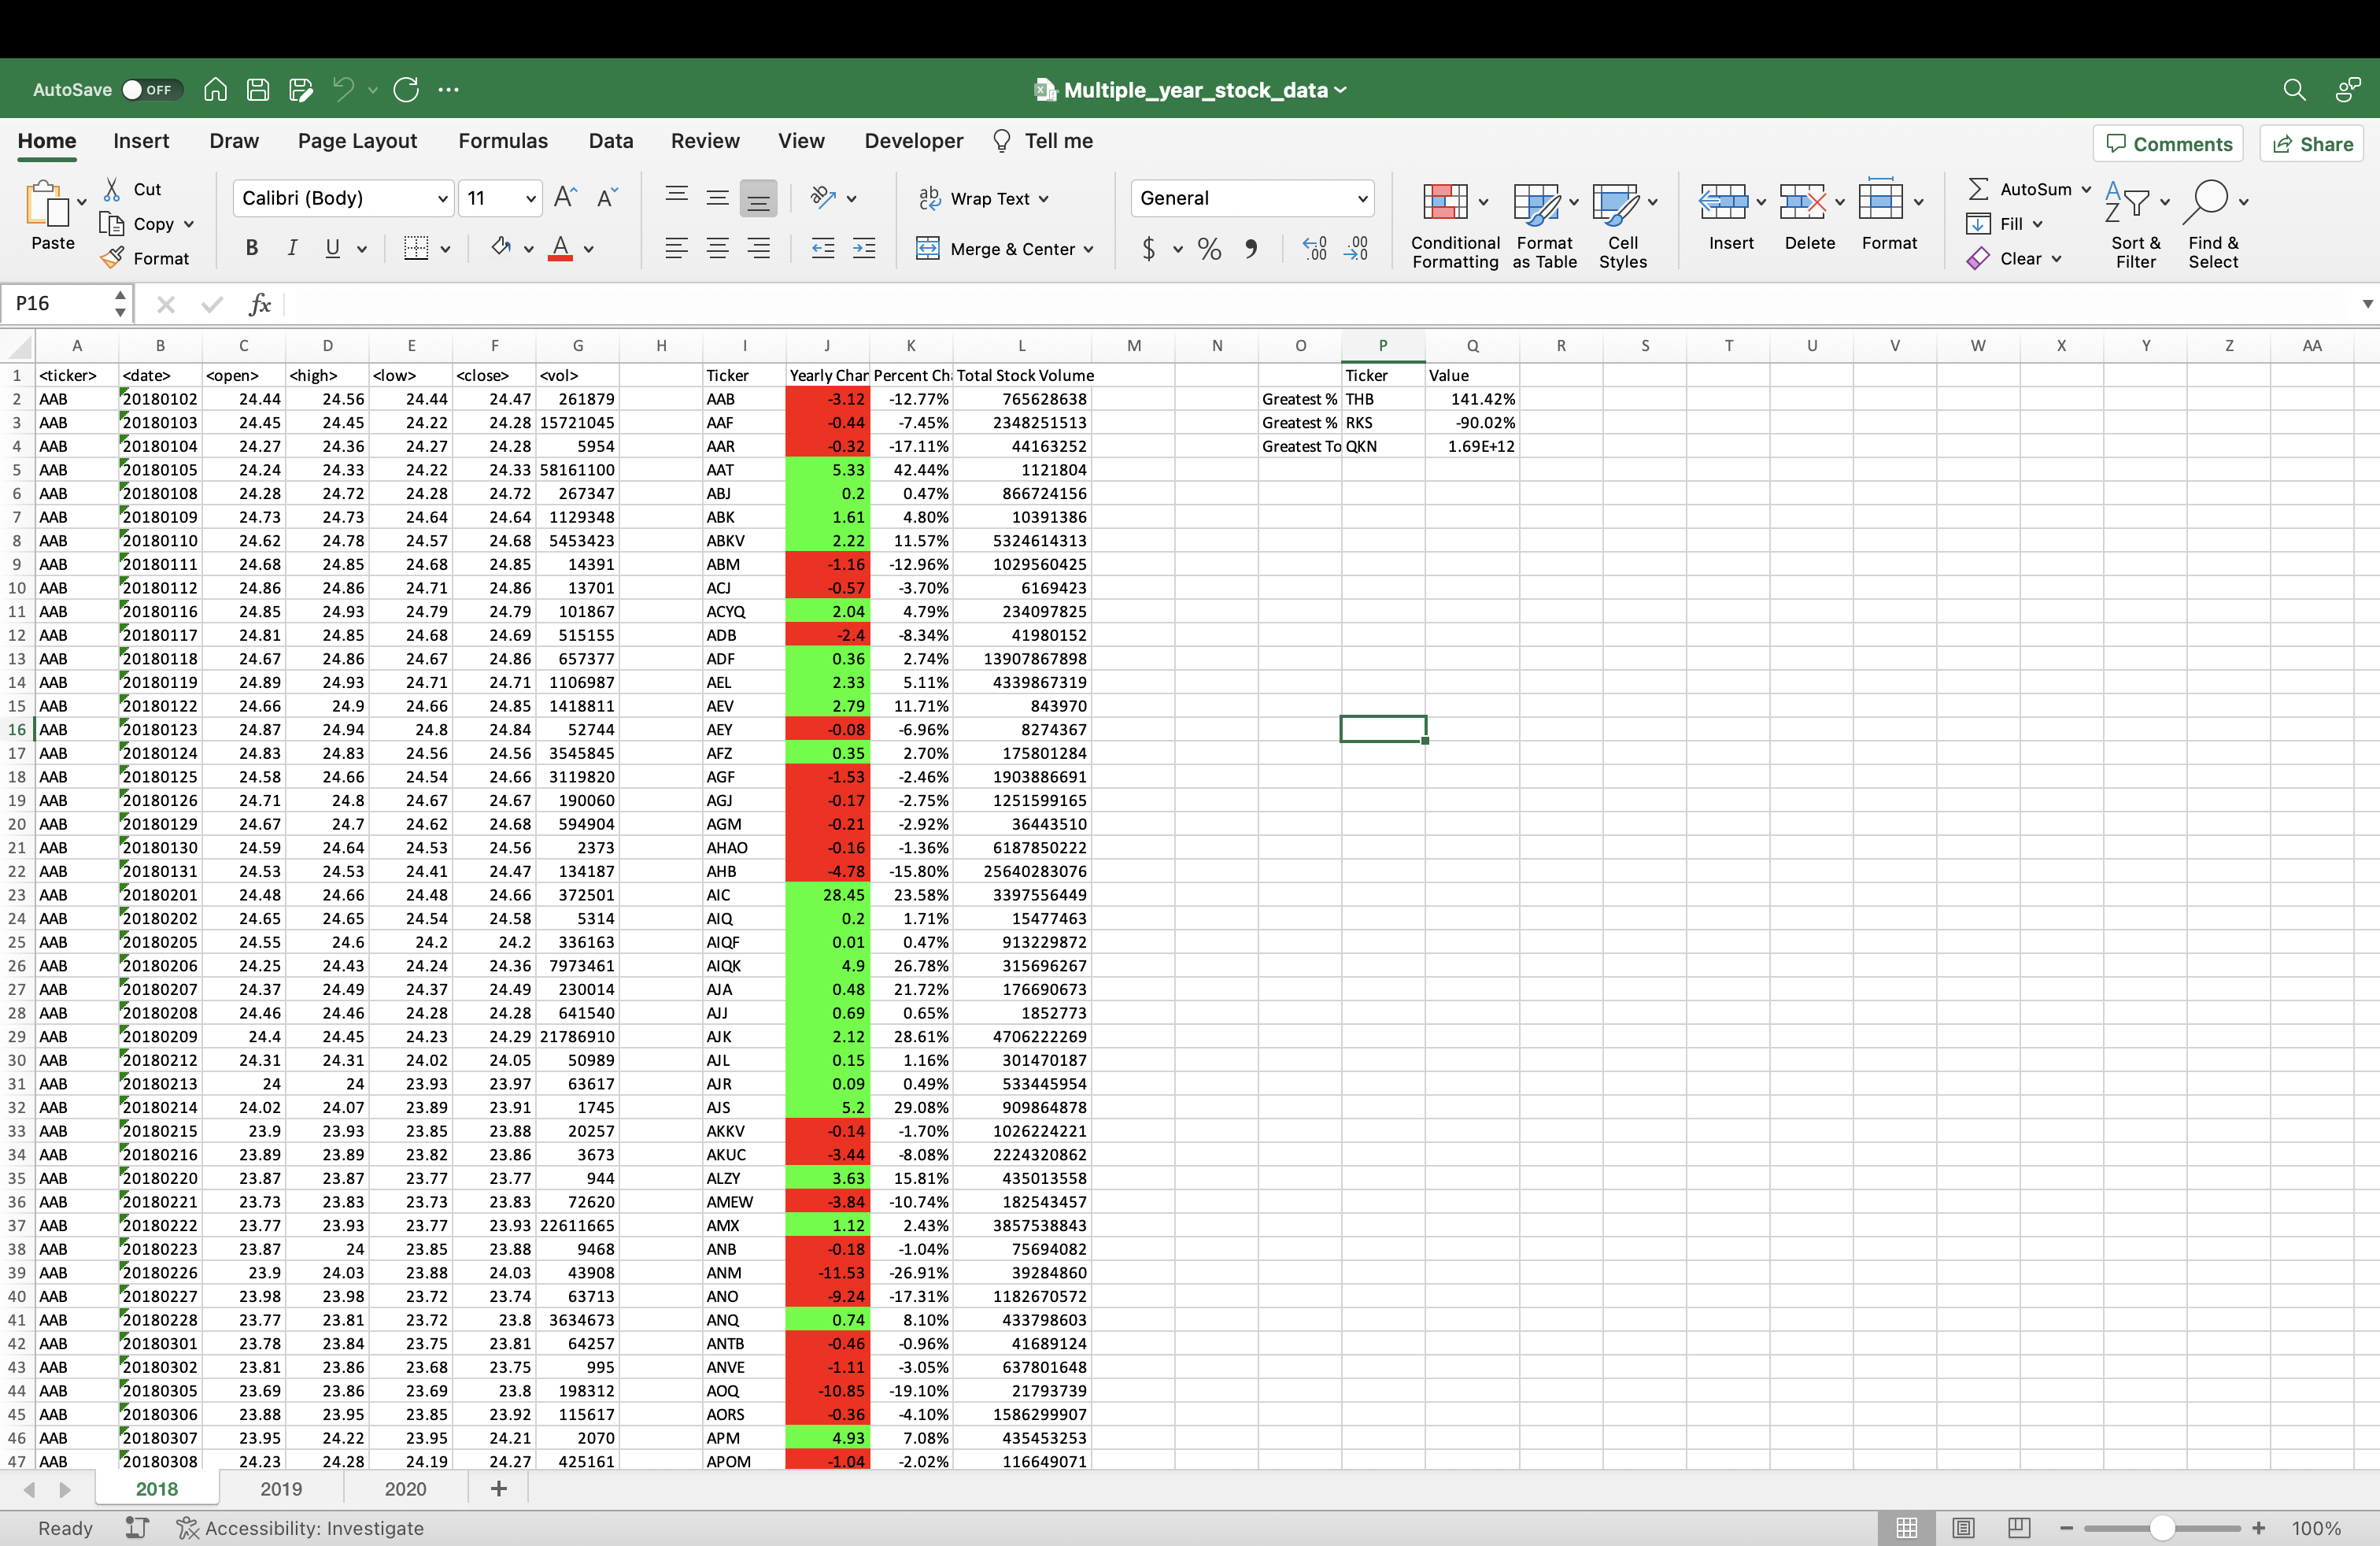 AutoSave OFF Multiple_year_stock_data
Home Insert Draw Page Layout Formulas Data Review View Developer Tell me Comments Share
Paste Cut Copy Format
Calibri (Body) 11
B I U
Wrap Text
Merge & Center
General
$ % 9
Conditional Formatting Format as Table Cell Styles
Insert Delete Format
AutoSum Fill Clear
Sort & Filter Find & Select
P16 fx
A B C D E F G H I J K L M N O P Q R S T U V W X Y Z AA
1 <ticker> <date> <open> <high> <low> <close> <vol> Ticker Yearly Char Percent Ch Total Stock Volume Ticker Value
2 AAB 20180102 24.44 24.56 24.44 24.47 261879 AAB -3.12 -12.77% 765628638 Greatest % THB 141.42%
3 AAB 20180103 24.45 24.45 24.22 24.28 15721045 AAF -0.44 -7.45% 2348251513 Greatest % RKS -90.02%
4 AAB 20180104 24.27 24.36 24.27 24.28 5954 AAR -0.32 -17.11% 44163252 Greatest To QKN 1.69E+12
5 AAB 20180105 24.24 24.33 24.22 24.33 58161100 AAT 5.33 42.44% 1121804
6 AAB 20180108 24.28 24.72 24.28 24.72 267347 ABJ 0.2 0.47% 866724156
7 AAB 20180109 24.73 24.73 24.64 24.64 1129348 ABK 1.61 4.80% 10391386
8 AAB 20180110 24.62 24.78 24.57 24.68 5453423 ABKV 2.22 11.57% 5324614313
9 AAB 20180111 24.68 24.85 24.68 24.85 14391 ABM -1.16 -12.96% 1029560425
10 AAB 20180112 24.86 24.86 24.71 24.86 13701 ACJ -0.57 -3.70% 6169423
11 AAB 20180116 24.85 24.93 24.79 24.79 101867 ACYQ 2.04 4.79% 234097825
12 AAB 20180117 24.81 24.85 24.68 24.69 515155 ADB -2.4 -8.34% 41980152
13 AAB 20180118 24.67 24.86 24.67 24.86 657377 ADF 0.36 2.74% 13907867898
14 AAB 20180119 24.89 24.93 24.71 24.71 1106987 AEL 2.33 5.11% 4339867319
15 AAB 20180122 24.66 24.9 24.66 24.85 1418811 AEV 2.79 11.71% 843970
16 AAB 20180123 24.87 24.94 24.8 24.84 52744 AEY -0.08 -6.96% 8274367
17 AAB 20180124 24.83 24.83 24.56 24.56 3545845 AFZ 0.35 2.70% 175801284
18 AAB 20180125 24.58 24.66 24.54 24.66 3119820 AGF -1.53 -2.46% 1903886691
19 AAB 20180126 24.71 24.8 24.67 24.67 190060 AGJ -0.17 -2.75% 1251599165
20 AAB 20180129 24.67 24.7 24.62 24.68 594904 AGM -0.21 -2.92% 36443510
21 AAB 20180130 24.59 24.64 24.53 24.56 2373 AHAO -0.16 -1.36% 6187850222
22 AAB 20180131 24.53 24.53 24.41 24.47 134187 AHB -4.78 -15.80% 25640283076
23 AAB 20180201 24.48 24.66 24.48 24.66 372501 AIC 28.45 23.58% 3397556449
24 AAB 20180202 24.65 24.65 24.54 24.58 5314 AIQ 0.2 1.71% 15477463
25 AAB 20180205 24.55 24.6 24.2 24.2 336163 AIQF 0.01 0.47% 913229872
26 AAB 20180206 24.25 24.43 24.24 24.36 7973461 AIQK 4.9 26.78% 315696267
27 AAB 20180207 24.37 24.49 24.37 24.49 230014 AJA 0.48 21.72% 176690673
28 AAB 20180208 24.46 24.46 24.28 24.28 641540 AJJ 0.69 0.65% 1852773
29 AAB 20180209 24.4 24.45 24.23 24.29 21786910 AJK 2.12 28.61% 4706222269
30 AAB 20180212 24.31 24.31 24.02 24.05 50989 AJL 0.15 1.16% 301470187
31 AAB 20180213 24 24 23.93 23.97 63617 AJR 0.09 0.49% 533445954
32 AAB 20180214 24.02 24.07 23.89 23.91 1745 AJS 5.2 29.08% 909864878
33 AAB 20180215 23.9 23.93 23.85 23.88 20257 AKKV -0.14 -1.70% 1026224221
34 AAB 20180216 23.89 23.89 23.82 23.86 3673 AKUC -3.44 -8.08% 2224320862
35 AAB 20180220 23.87 23.87 23.77 23.77 944 ALZY 3.63 15.81% 435013558
36 AAB 20180221 23.73 23.83 23.73 23.83 72620 AMEW -3.84 -10.74% 182543457
37 AAB 20180222 23.77 23.93 23.77 23.93 22611665 AMX 1.12 2.43% 3857538843
38 AAB 20180223 23.87 24 23.85 23.88 9468 ANB -0.18 -1.04% 75694082
39 AAB 20180226 23.9 24.03 23.88 24.03 43908 ANM -11.53 -26.91% 39284860
40 AAB 20180227 23.98 23.98 23.72 23.74 63713 ANO -9.24 -17.31% 1182670572
41 AAB 20180228 23.77 23.81 23.72 23.8 3634673 ANQ 0.74 8.10% 433798603
42 AAB 20180301 23.78 23.84 23.75 23.81 64257 ANTB -0.46 -0.96% 41689124
43 AAB 20180302 23.81 23.86 23.68 23.75 995 ANVE -1.11 -3.05% 637801648
44 AAB 20180305 23.69 23.86 23.69 23.8 198312 AOQ -10.85 -19.10% 21793739
45 AAB 20180306 23.88 23.95 23.85 23.92 115617 AORS -0.36 -4.10% 1586299907
46 AAB 20180307 23.95 24.22 23.95 24.21 2070 APM 4.93 7.08% 435453253
47 AAB 20180308 24.23 24.28 24.19 24.27 425161 APOM -1.04 -2.02% 116649071
2018 2019 2020 +
Ready Accessibility: Investigate 100%